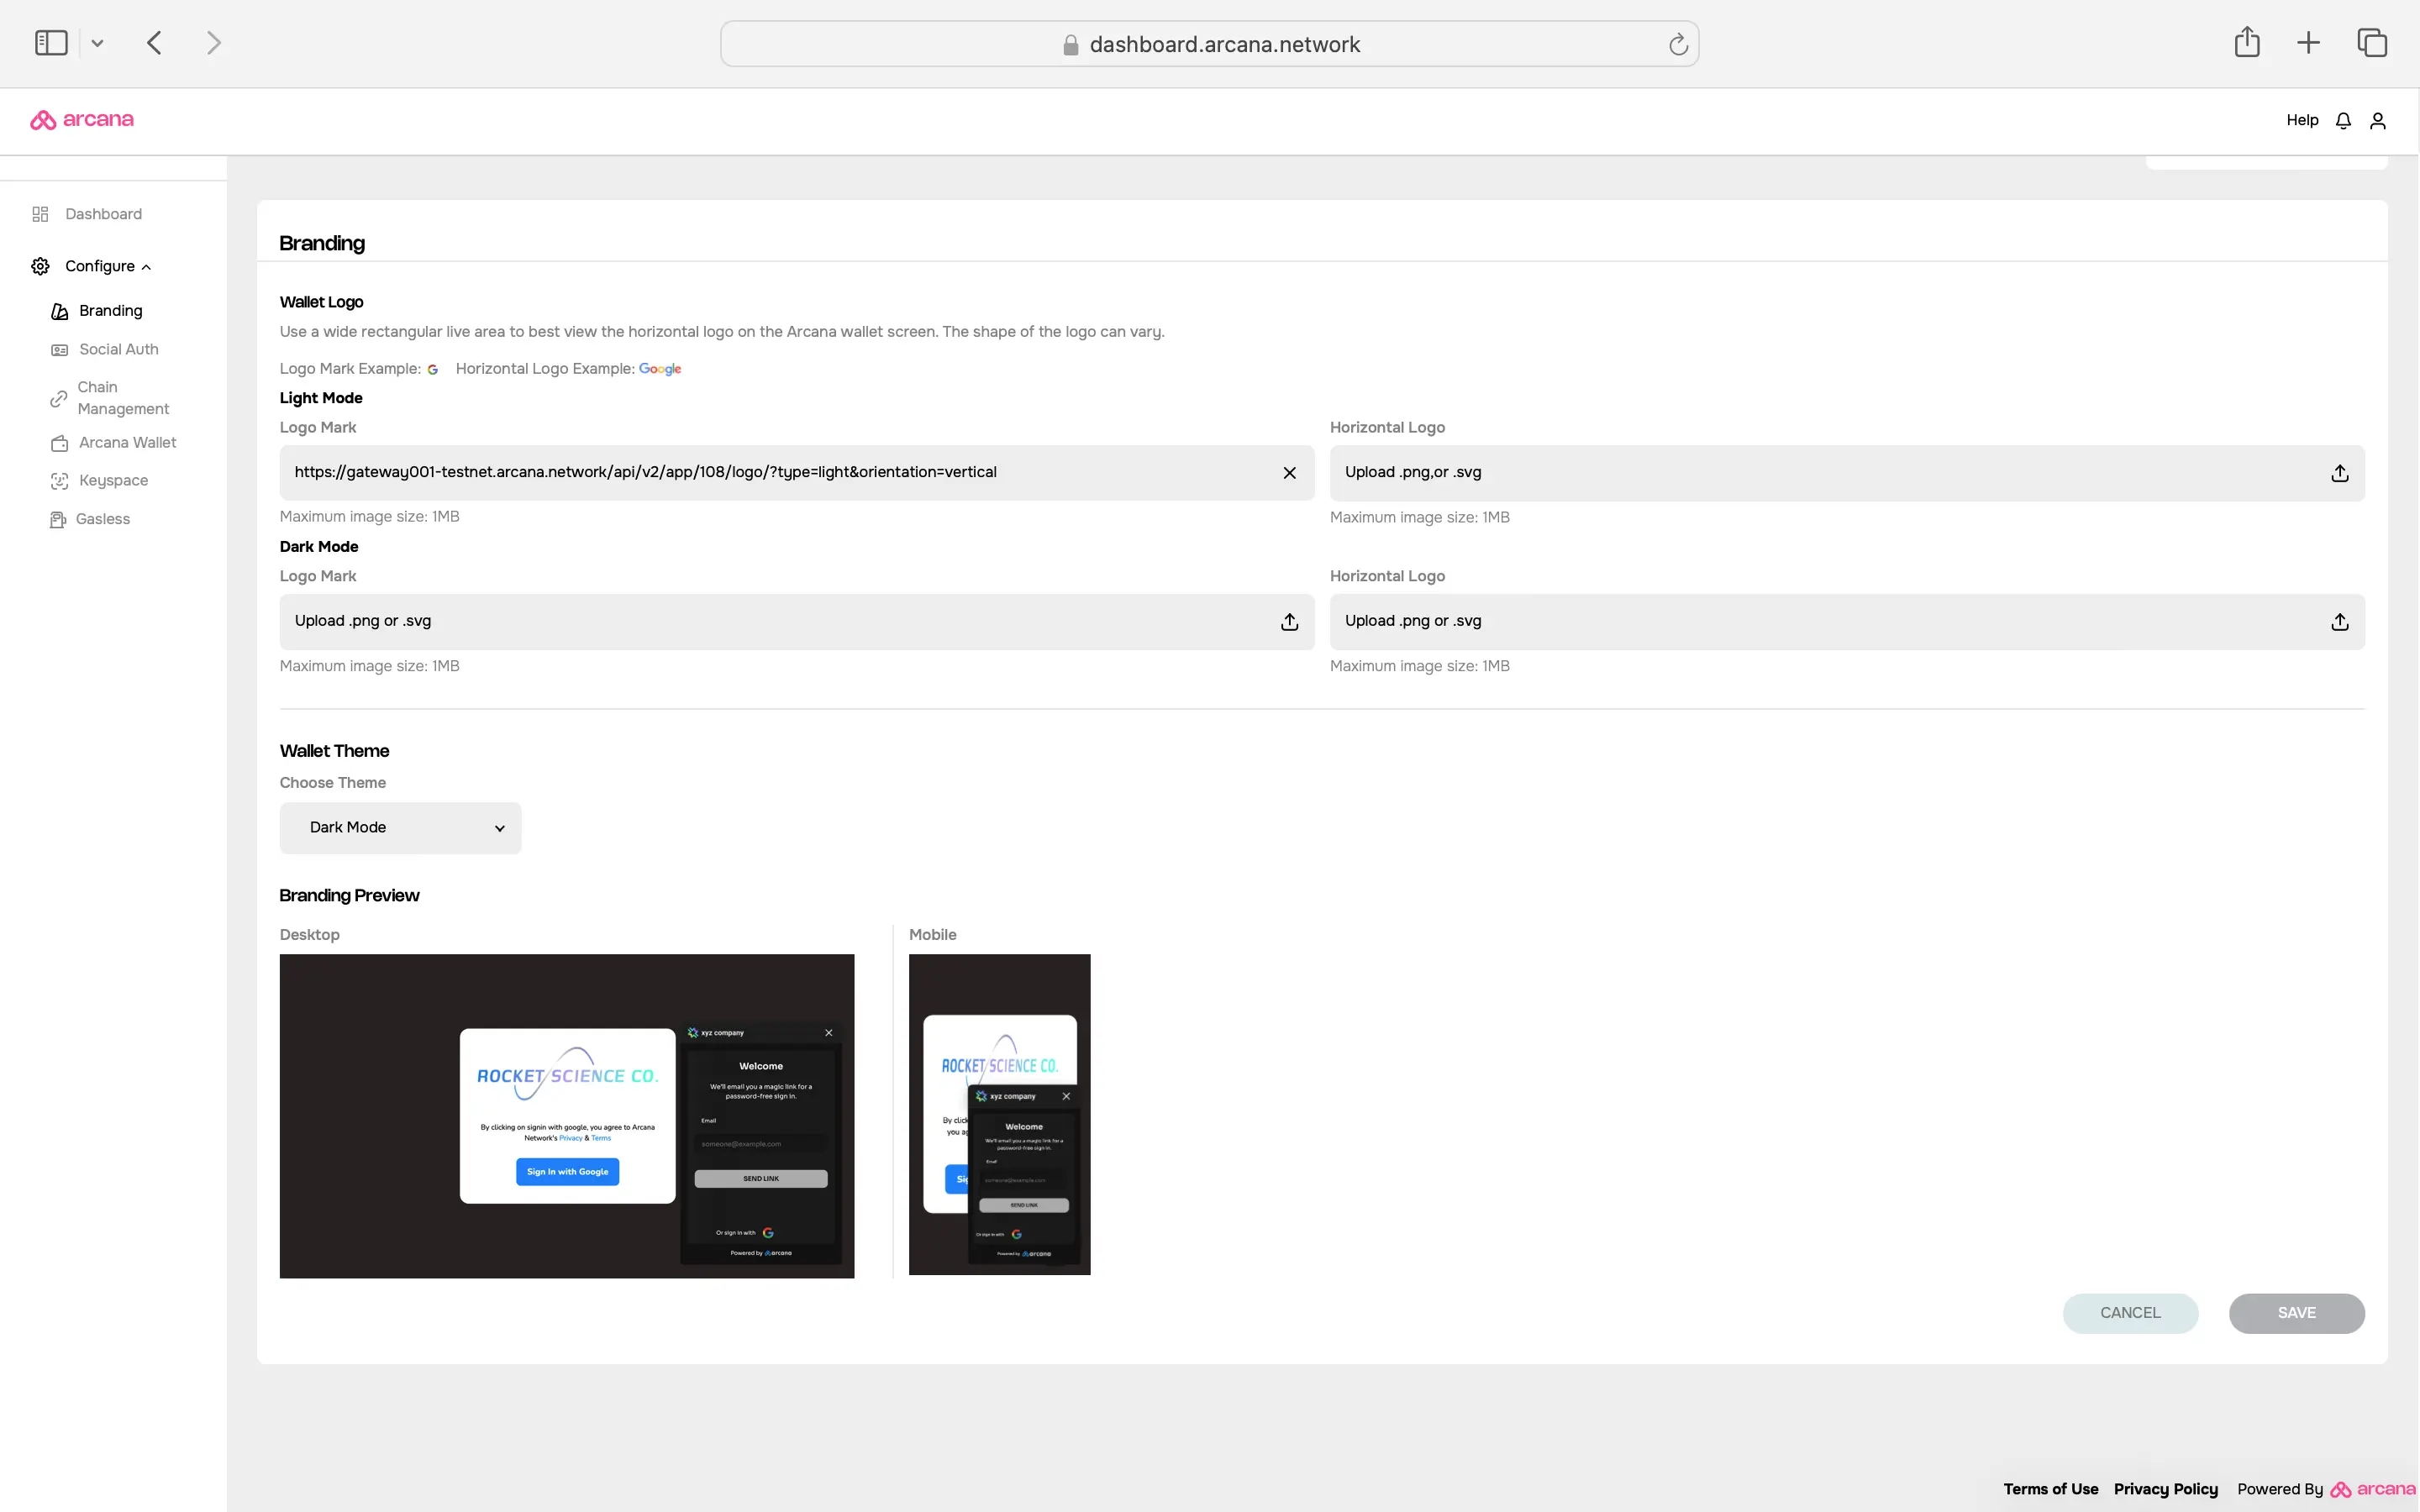 dashboard.arcana.network
arcana
Help
Dashboard
Configure
Branding
Social Auth
Chain
Management
Arcana Wallet
Keyspace
Gasless
Branding
Wallet Logo
Use a wide rectangular live area to best view the horizontal logo on the Arcana wallet screen. The shape of the logo can vary.
Logo Mark Example: G Horizontal Logo Example: Google
Light Mode
Logo Mark
Horizontal Logo
https://gateway001-testnet.arcana.network/api/v2/app/108/logo/?type=light&orientation=vertical
Upload .png,or .svg
Maximum image size: 1MB
Maximum image size: 1MB
Dark Mode
Logo Mark
Horizontal Logo
Upload .png or .svg
Upload .png or .svg
Maximum image size: 1MB
Maximum image size: 1MB
Wallet Theme
Choose Theme
Dark Mode
Branding Preview
Desktop
Mobile
ROCKET SCIENCE CO.
By clicking on signin with google, you agree to Arcana
Network's Privacy & Terms
Sign In with Google
xyz company
Welcome
We'll email you a magic link for a
password-free sign in.
Email
someone@example.com
SEND LINK
Or sign in with G
Powered by arcana
ROCKET SCIENCE CO.
By clic
you ag
Sig
xyz company
Welcome
We'll email you a magic link for a
password-free sign in.
Email
someone@example.com
SEND LINK
Or sign in with G
Powered by arcana
CANCEL
SAVE
Terms of Use Privacy Policy Powered By arcana